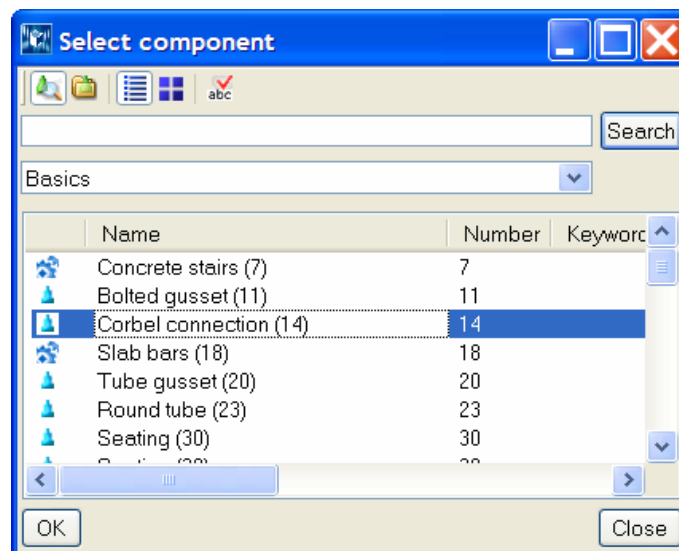 Select component
abc
Search
Basics
Name Number Keyword
Concrete stairs (7) 7
Bolted gusset (11) 11
Corbel connection (14) 14
Slab bars (18) 18
Tube gusset (20) 20
Round tube (23) 23
Seating (30) 30
OK Close